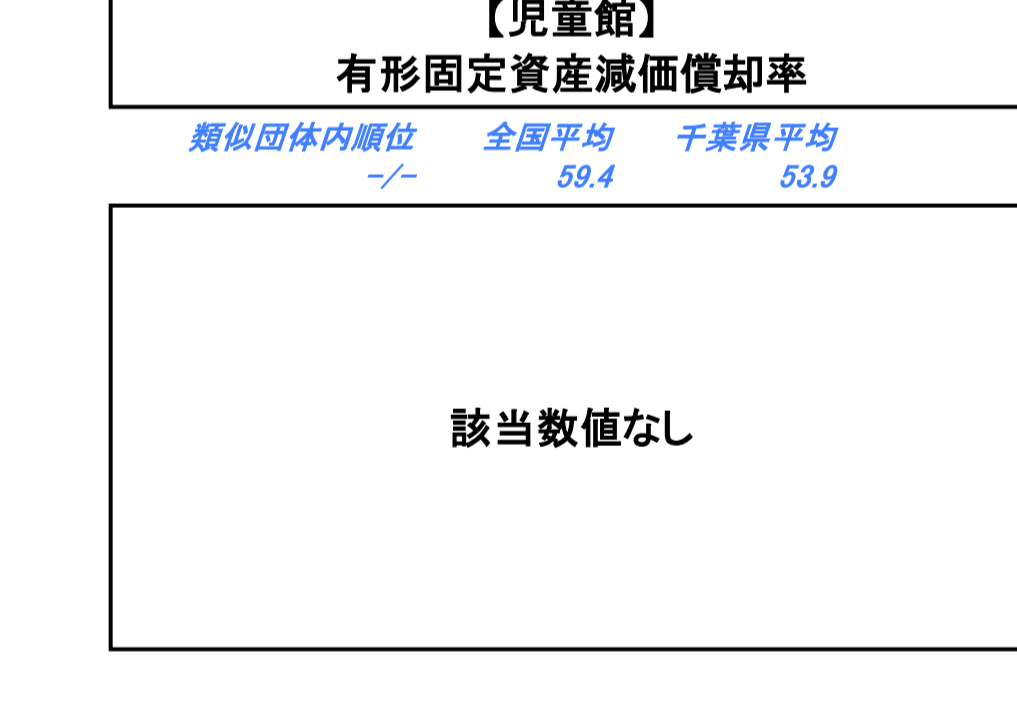 【児童館】
有形固定資産減価償却率
類似団体内順位 全国平均 千葉県平均
-/- 59.4 53.9
該当数値なし